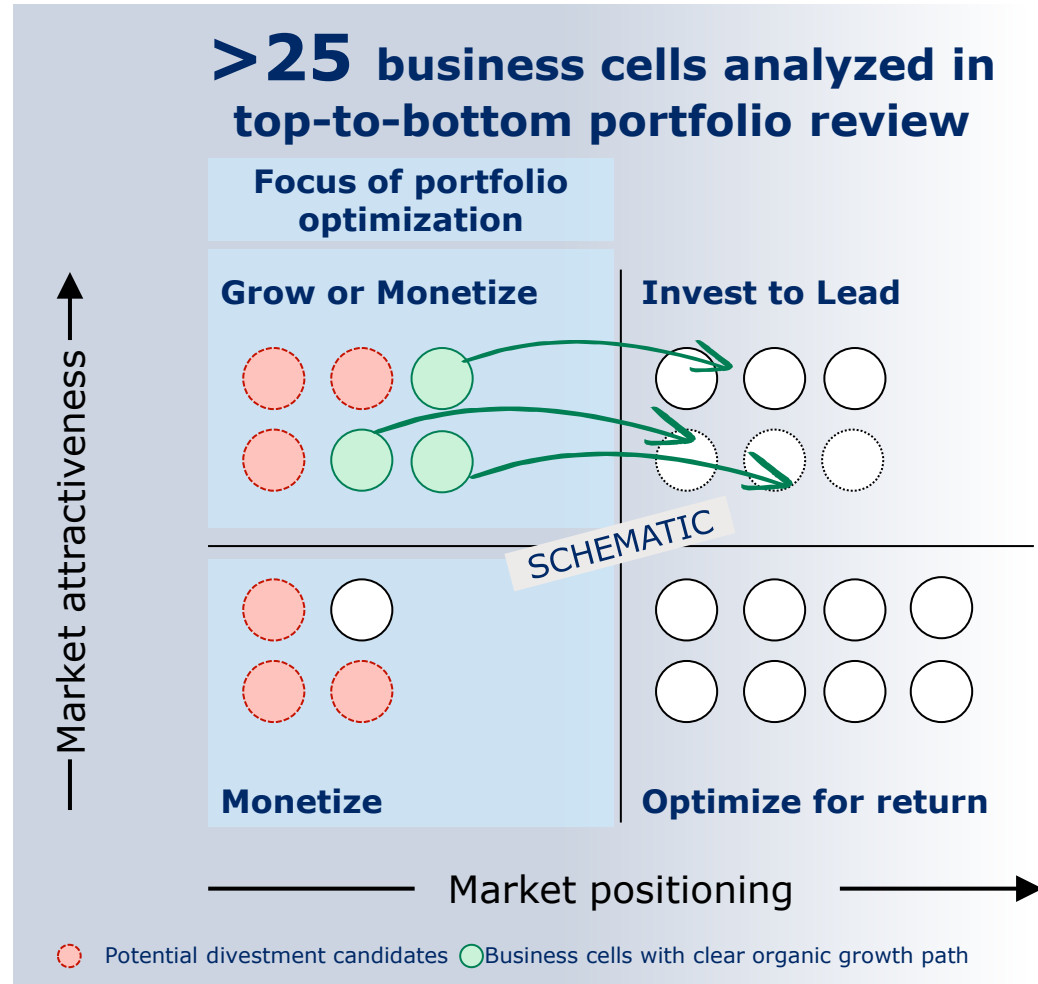 >25 business cells analyzed in
top-to-bottom portfolio review
Focus of portfolio
optimization
Grow or Monetize
Invest to Lead
Market attractiveness
SCHEMATIC
Monetize
Optimize for return
Market positioning
Potential divestment candidates
Business cells with clear organic growth path